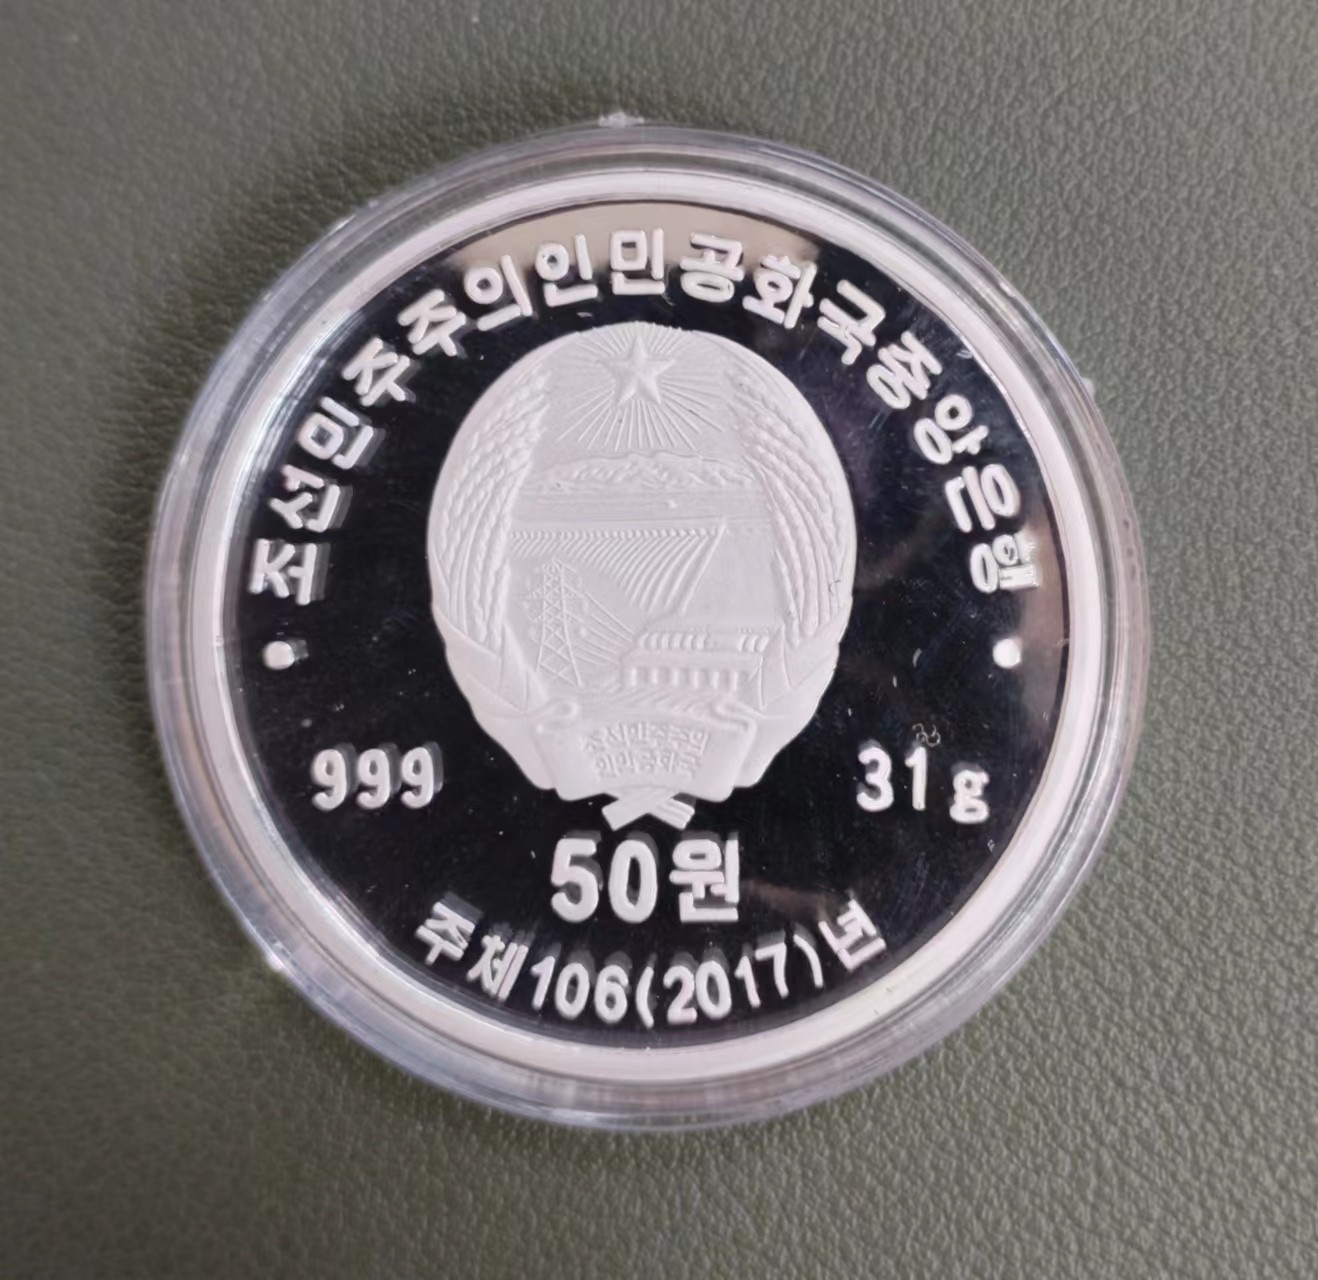 조선민주주의인민공화국중앙은행
조선민주주의
인민공화국
999
31g
50원
주체106(2017)년